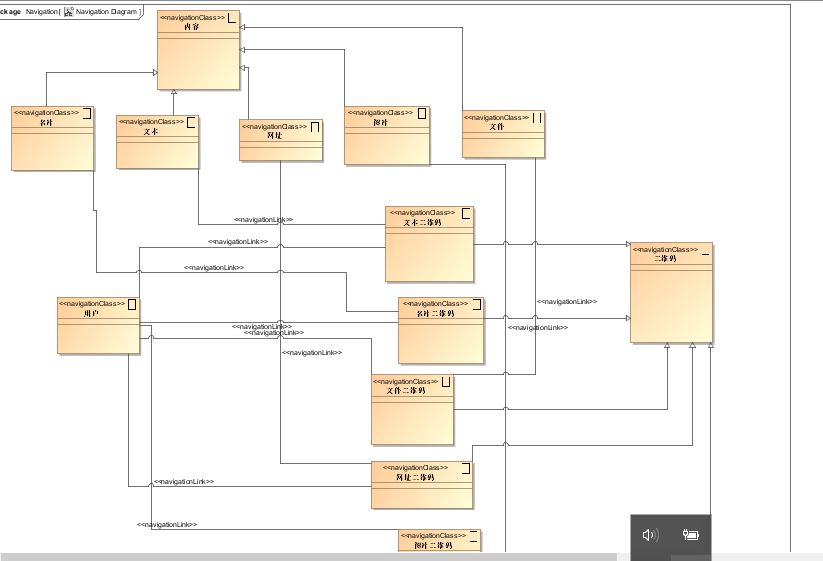 ckage Navigation[ Navigation Diagram ]
<<navigationClass>>
内容
<<navigationClass>>
名片
<<navigationClass>>
文本
<<navigationClass>>
网址
<<navigationClass>>
图片
<<navigationClass>>
文件
<<navigationLink>>
<<navigationClass>>
文本二维码
<<navigationLink>>
<<navigationClass>>
二维码
<<navigationLink>>
<<navigationClass>>
用户
<<navigationClass>>
名片二维码
<<navigationLink>>
<<navigationLink>>
<<navigationLink>>
<<navigationLink>>
<<navigationLink>>
<<navigationClass>>
文件二维码
<<navigationClass>>
网址二维码
<<navigationLink>>
<<navigationLink>>
<<navigationClass>>
图片二维码